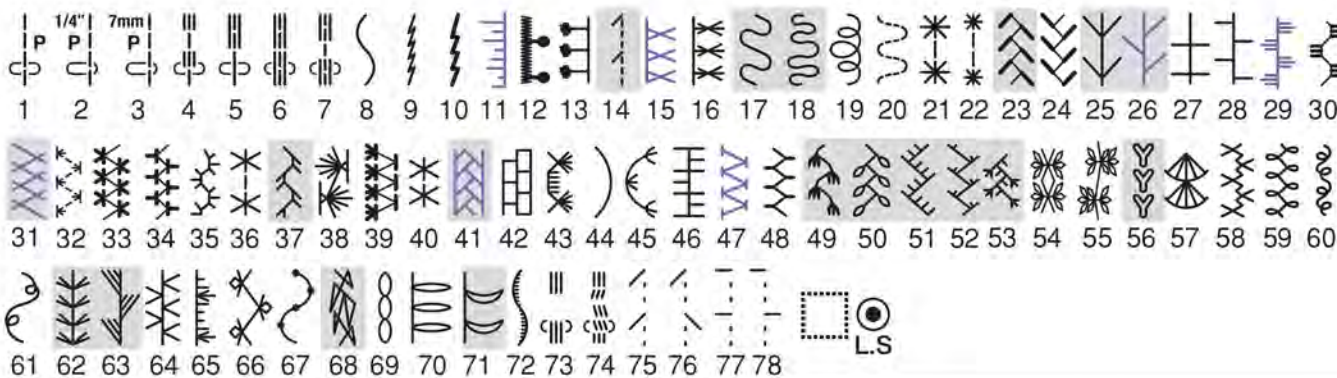 1/4" 7mm
P P P
1 2 3 4 5 6 7 8 9 10 11 12 13 14 15 16 17 18 19 20 21 22 23 24 25 26 27 28 29 30
31 32 33 34 35 36 37 38 39 40 41 42 43 44 45 46 47 48 49 50 51 52 53 54 55 56 57 58 59 60
L.S
61 62 63 64 65 66 67 68 69 70 71 72 73 74 75 76 77 78